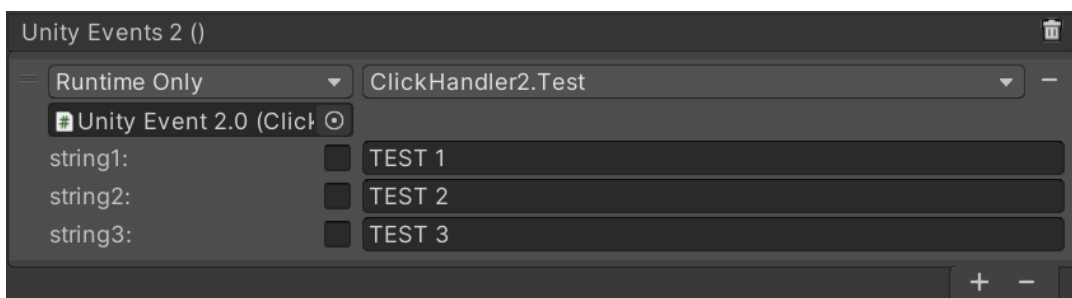 Unity Events 2 ()
Runtime Only ClickHandler2.Test
Unity Event 2.0 (Click
string1: TEST 1
string2: TEST 2
string3: TEST 3